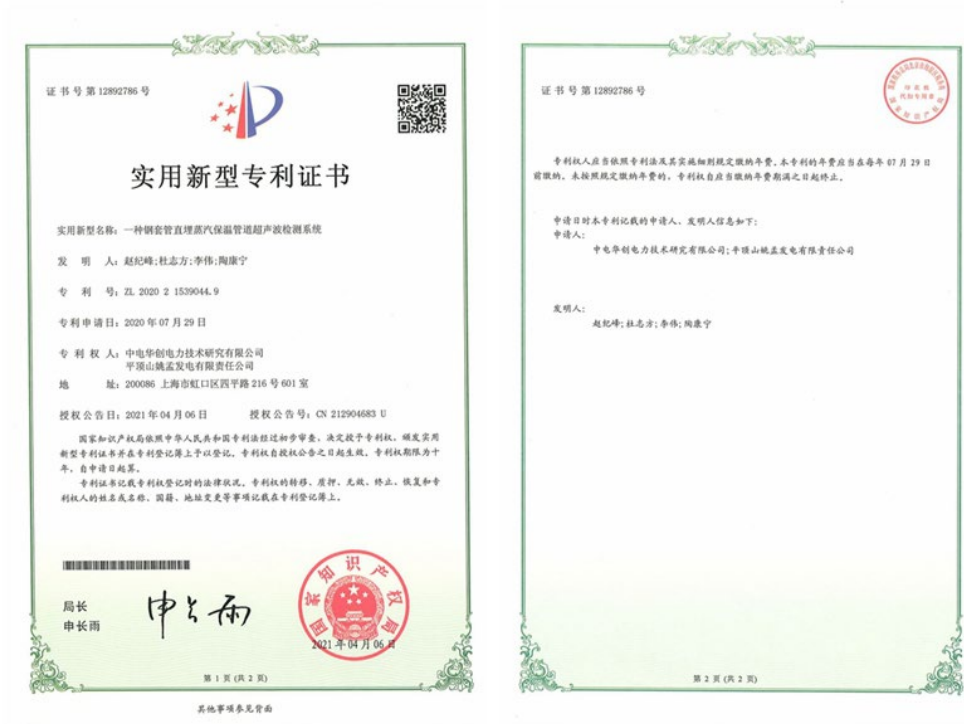 证书号第12892786号
实用新型专利证书
实用新型名称：一种钢套管直埋蒸汽保温管道超声波检测系统
发 明 人：赵纪峰;杜志方;李伟;陶康宁
专 利 号：ZL 2020 2 1539044.9
专利申请日：2020年07月29日
专 利 权 人：中电华创电力技术研究有限公司
平顶山姚孟发电有限责任公司
地 址：200086 上海市虹口区四平路216号601室
授权公告日：2021年04月06日 授权公告号：CN 212904683 U
国家知识产权局依照中华人民共和国专利法经过初步审查，决定授予专利权，颁发实用
新型专利证书并在专利登记簿上予以登记。专利权自授权公告之日起生效。专利权期限为十
年，自申请日起算。
专利证书记载专利权登记时的法律状况。专利权的转移、质押、无效、终止、恢复和专
利权人的姓名或名称、国籍、地址变更等事项记载在专利登记簿上。
局长
申长雨
申长雨
国家知识产权局
2021年04月06日
第 1 页 (共 2 页)
其他事项参见背面
证书号第12892786号
专利权人应当依照专利法及其实施细则规定缴纳年费。本专利的年费应当在每年07月29日
前缴纳。未按照规定缴纳年费的，专利权自应当缴纳年费期满之日起终止。
申请日时本专利记载的申请人、发明人信息如下：
申请人：
中电华创电力技术研究有限公司;平顶山姚孟发电有限责任公司
发明人：
赵纪峰;杜志方;李伟;陶康宁
第 2 页 (共 2 页)